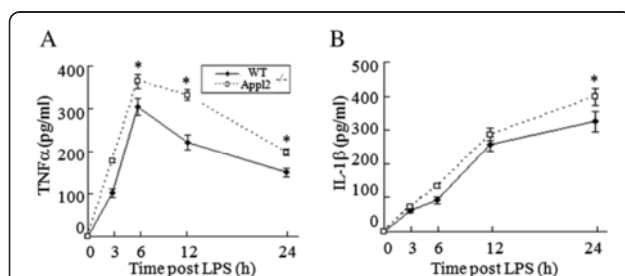 A
TNFα (pg/ml)
400
300
200
100
0
* * *
WT
Appl2 -/-
0 3 6 12 24
Time post LPS (h)
B
IL-1β (pg/ml)
500
400
300
200
100
0
*
0 3 6 12 24
Time post LPS (h)